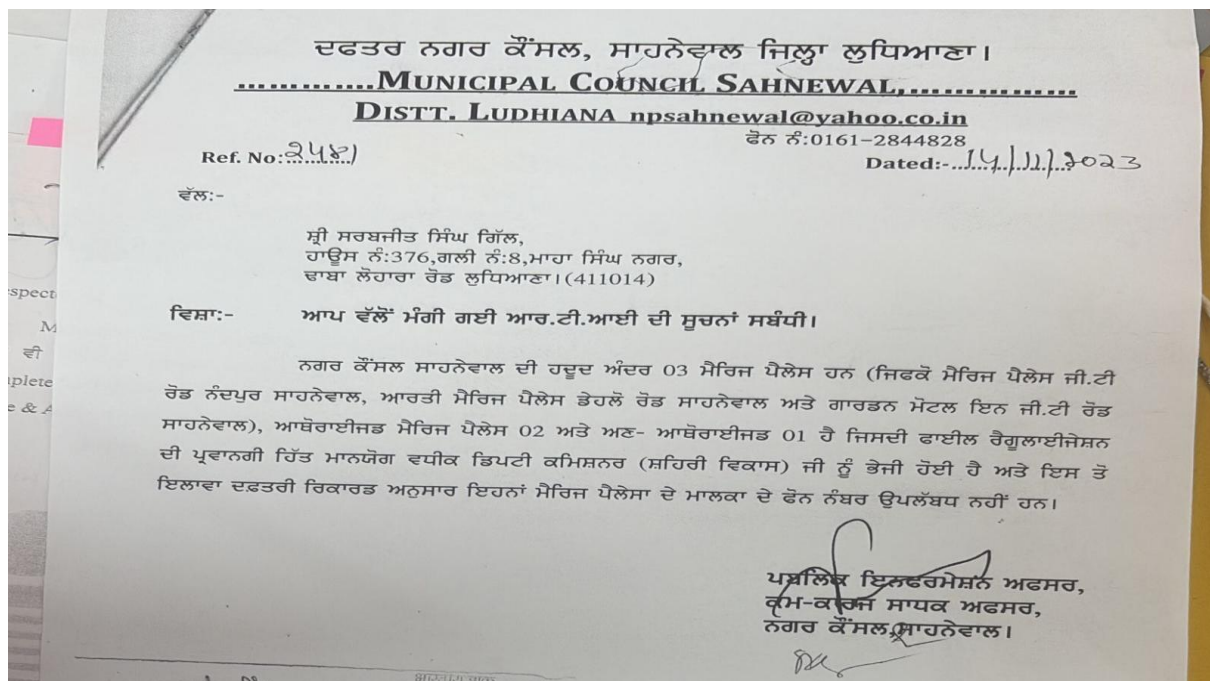 ਦਫਤਰ ਨਗਰ ਕੌਂਸਲ, ਸਾਹਨੇਵਾਲ ਜਿਲ੍ਹਾ ਲੁਧਿਆਣਾ।
.............MUNICIPAL COUNCIL SAHNEWAL,...............
DISTT. LUDHIANA npsahnewal@yahoo.co.in
ਫੋਨ ਨੰ:0161-2844828
Ref. No:
Dated:-14/11/2023
ਵੱਲ:-
ਸ਼੍ਰੀ ਸਰਬਜੀਤ ਸਿੰਘ ਗਿੱਲ,
ਹਾਊਸ ਨੰ:376,ਗਲੀ ਨੰ:8,ਮਾਹਾ ਸਿੰਘ ਨਗਰ,
ਢਾਬਾ ਲੋਹਾਰਾ ਰੋਡ ਲੁਧਿਆਣਾ।(411014)
ਵਿਸ਼ਾ:- ਆਪ ਵੱਲੋਂ ਮੰਗੀ ਗਈ ਆਰ.ਟੀ.ਆਈ ਦੀ ਸੂਚਨਾਂ ਸਬੰਧੀ।
ਨਗਰ ਕੌਂਸਲ ਸਾਹਨੇਵਾਲ ਦੀ ਹਦੂਦ ਅੰਦਰ 03 ਮੈਰਿਜ ਪੈਲੇਸ ਹਨ (ਜਿਫਕੋ ਮੈਰਿਜ ਪੈਲੇਸ ਜੀ.ਟੀ
ਰੋਡ ਨੰਦਪੁਰ ਸਾਹਨੇਵਾਲ, ਆਰਤੀ ਮੈਰਿਜ ਪੈਲੇਸ ਡੇਹਲੋ ਰੋਡ ਸਾਹਨੇਵਾਲ ਅਤੇ ਗਾਰਡਨ ਮੋਟਲ ਇਨ ਜੀ.ਟੀ ਰੋਡ
ਸਾਹਨੇਵਾਲ), ਆਥੋਰਾਈਜਡ ਮੈਰਿਜ ਪੈਲੇਸ 02 ਅਤੇ ਅਣ- ਆਥੋਰਾਈਜਡ 01 ਹੈ ਜਿਸਦੀ ਫਾਈਲ ਰੈਗੂਲਾਈਜੇਸ਼ਨ
ਦੀ ਪ੍ਰਵਾਨਗੀ ਹਿੱਤ ਮਾਨਯੋਗ ਵਧੀਕ ਡਿਪਟੀ ਕਮਿਸ਼ਨਰ (ਸ਼ਹਿਰੀ ਵਿਕਾਸ) ਜੀ ਨੂੰ ਭੇਜੀ ਹੋਈ ਹੈ ਅਤੇ ਇਸ ਤੋ
ਇਲਾਵਾ ਦਫ਼ਤਰੀ ਰਿਕਾਰਡ ਅਨੁਸਾਰ ਇਹਨਾਂ ਮੈਰਿਜ ਪੈਲੇਸਾ ਦੇ ਮਾਲਕਾ ਦੇ ਫੋਨ ਨੰਬਰ ਉਪਲੱਬਧ ਨਹੀਂ ਹਨ।
ਪਬਲਿਕ ਇਨਫਰਮੇਸ਼ਨ ਅਫਸਰ,
ਕਮ-ਕਾਰਜ ਸਾਧਕ ਅਫਸਰ,
ਨਗਰ ਕੌਂਸਲ,ਸਾਹਨੇਵਾਲ।